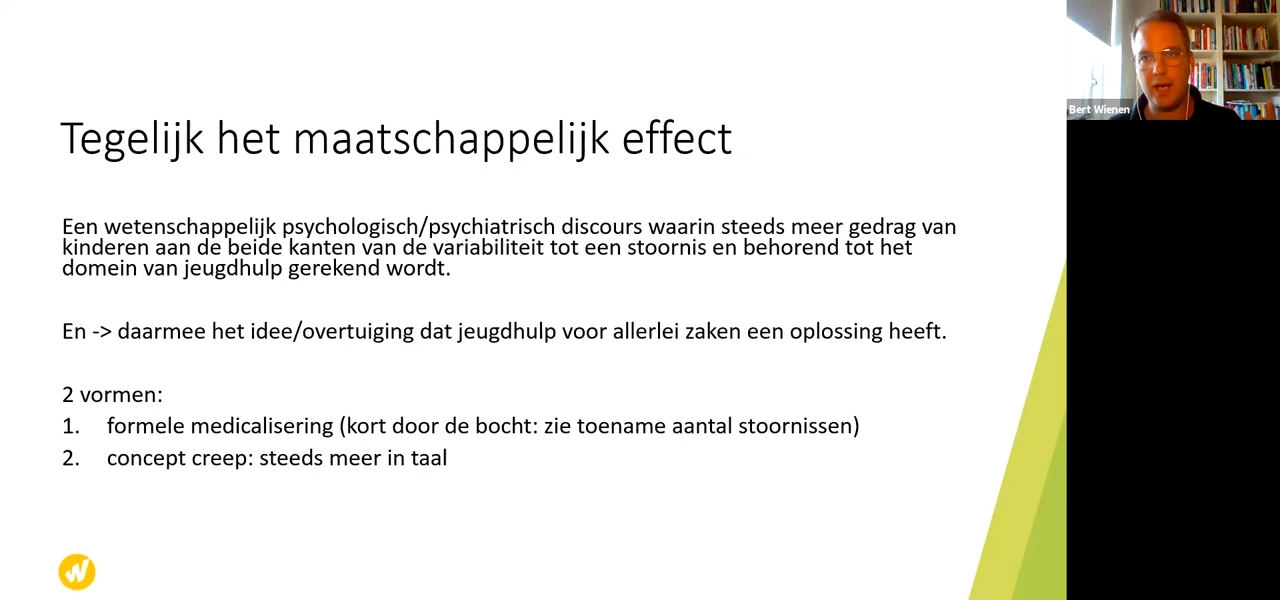 Tegelijk het maatschappelijk effect
Een wetenschappelijk psychologisch/psychiatrisch discours waarin steeds meer gedrag van
kinderen aan de beide kanten van de variabiliteit tot een stoornis en behorend tot het
domein van jeugdhulp gerekend wordt.
En -> daarmee het idee/overtuiging dat jeugdhulp voor allerlei zaken een oplossing heeft.
2 vormen:
1. formele medicalisering (kort door de bocht: zie toename aantal stoornissen)
2. concept creep: steeds meer in taal
W
Bert Wienen